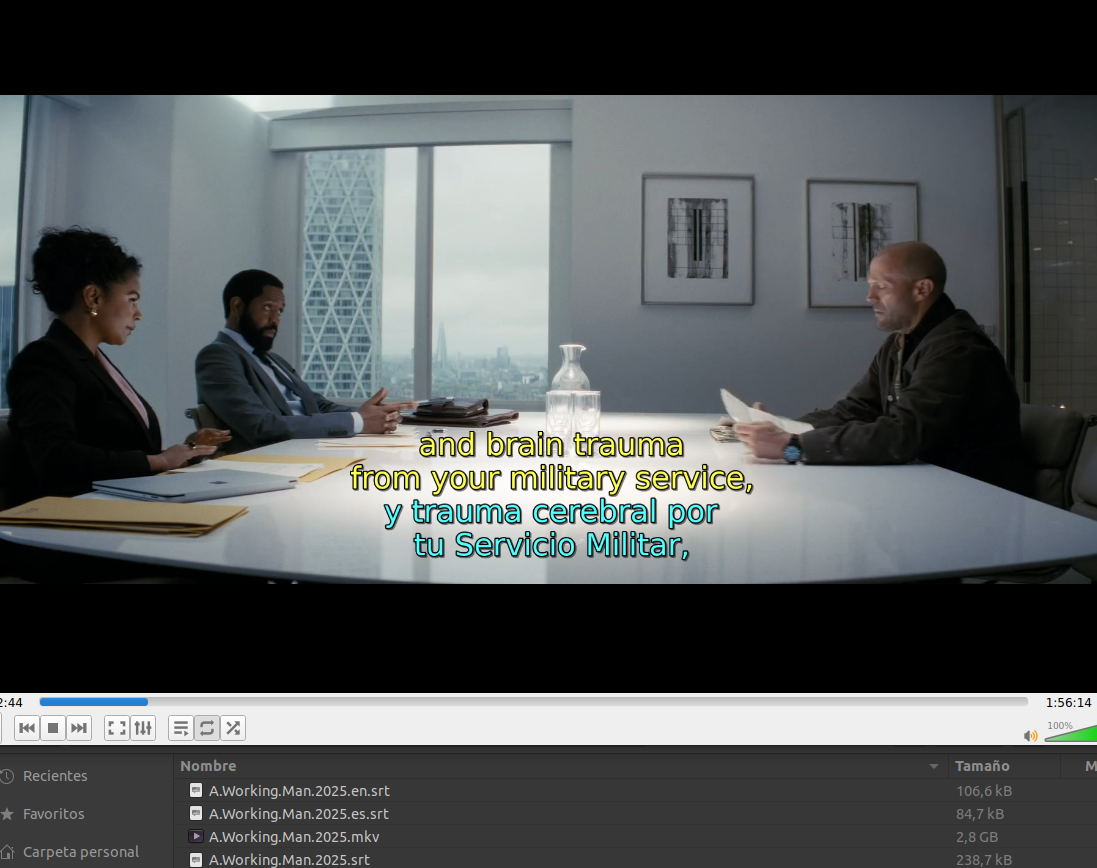 and brain trauma
from your military service,
y trauma cerebral por
tu Servicio Militar,
2:44
1:56:14
100%
Recientes
Favoritos
Carpeta personal
Nombre
Tamaño
M
A.Working.Man.2025.en.srt
106,6 kB
A.Working.Man.2025.es.srt
84,7 kB
A.Working.Man.2025.mkv
2,8 GB
A.Working.Man.2025.srt
238,7 kB